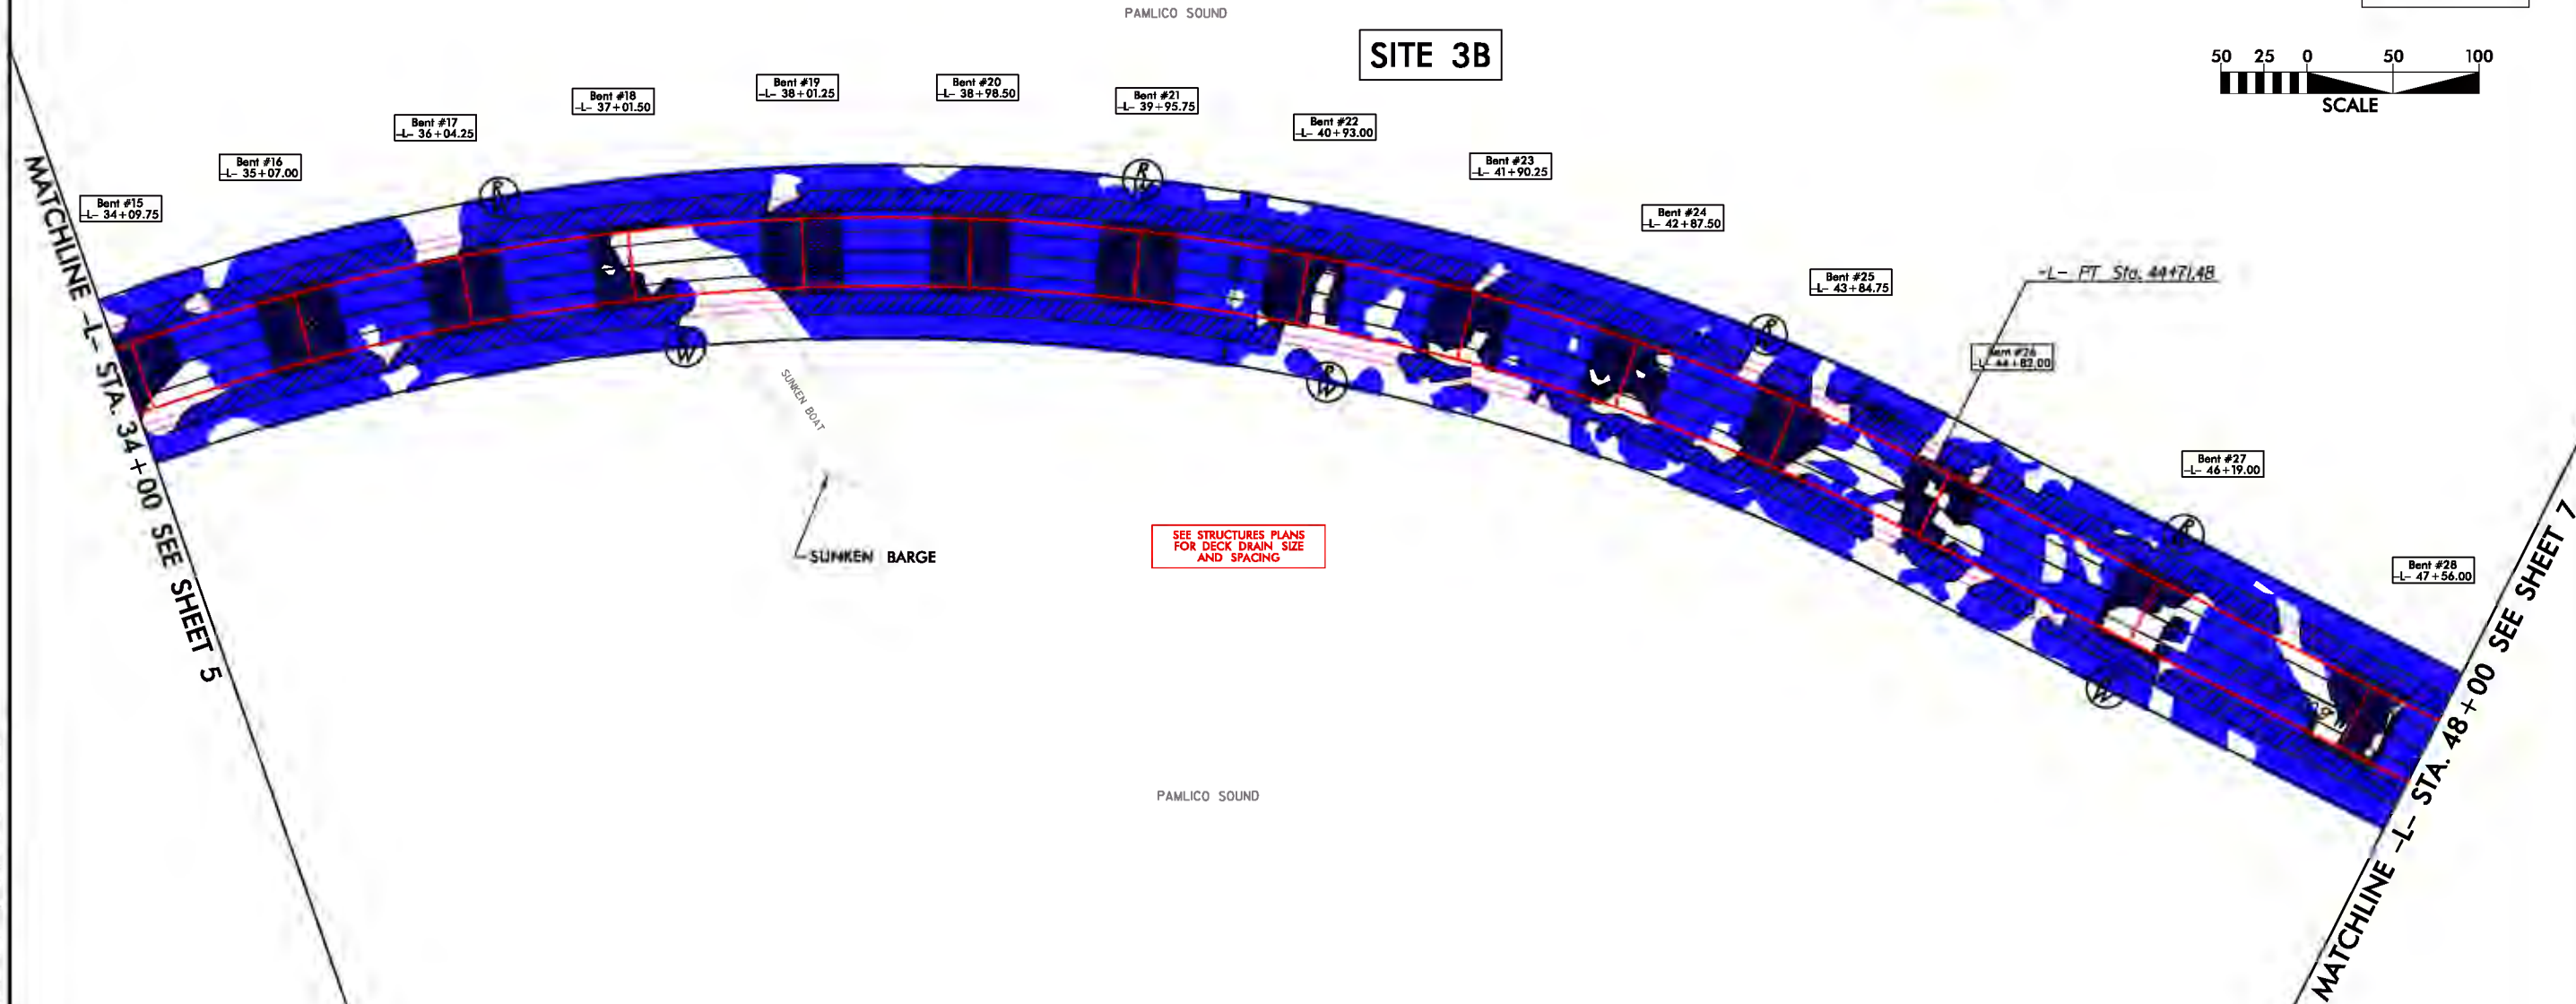 PAMLICO SOUND
SITE 3B
50 25 0 50 100
SCALE
Bent #15
-L- 34+09.75
Bent #16
-L- 35+07.00
Bent #17
-L- 36+04.25
Bent #18
-L- 37+01.50
Bent #19
-L- 38+01.25
Bent #20
-L- 38+98.50
Bent #21
-L- 39+95.75
Bent #22
-L- 40+93.00
Bent #23
-L- 41+90.25
Bent #24
-L- 42+87.50
Bent #25
-L- 43+84.75
-L- PT Sta. 44+71.48
Bent #26
-L- 44+82.00
Bent #27
-L- 46+19.00
Bent #28
-L- 47+56.00
MATCHLINE -L- STA. 34+00 SEE SHEET 5
R
R
W
W
R
W
R
R
W
SUNKEN BOAT
SUNKEN BARGE
SEE STRUCTURES PLANS
FOR DECK DRAIN SIZE
AND SPACING
PAMLICO SOUND
MATCHLINE -L- STA. 48+00 SEE SHEET 7